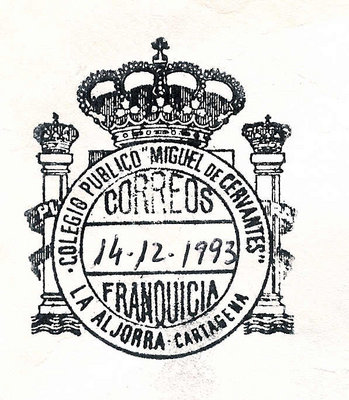 COLEGIO PUBLICO "MIGUEL DE CERVANTES"
CORREOS
14-12-1993
FRANQUICIA
LA ALJORRA - CARTAGENA